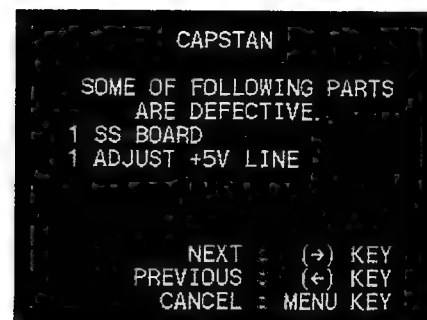 CAPSTAN
SOME OF FOLLOWING PARTS
ARE DEFECTIVE.
1 SS BOARD
1 ADJUST +5V LINE
NEXT : (→) KEY
PREVIOUS : (←) KEY
CANCEL : MENU KEY